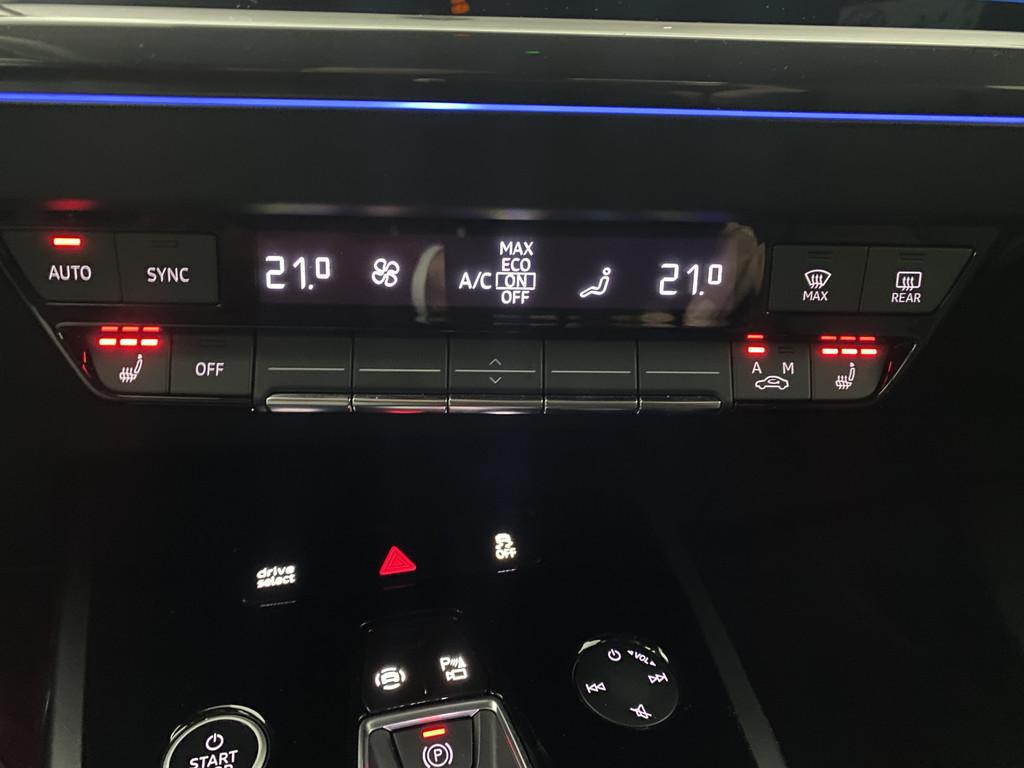 AUTO
SYNC
21.0
A/C
MAX
ECO
ON
OFF
21.0
MAX
REAR
OFF
A M
drive
select
OFF
P
VOL
START
P